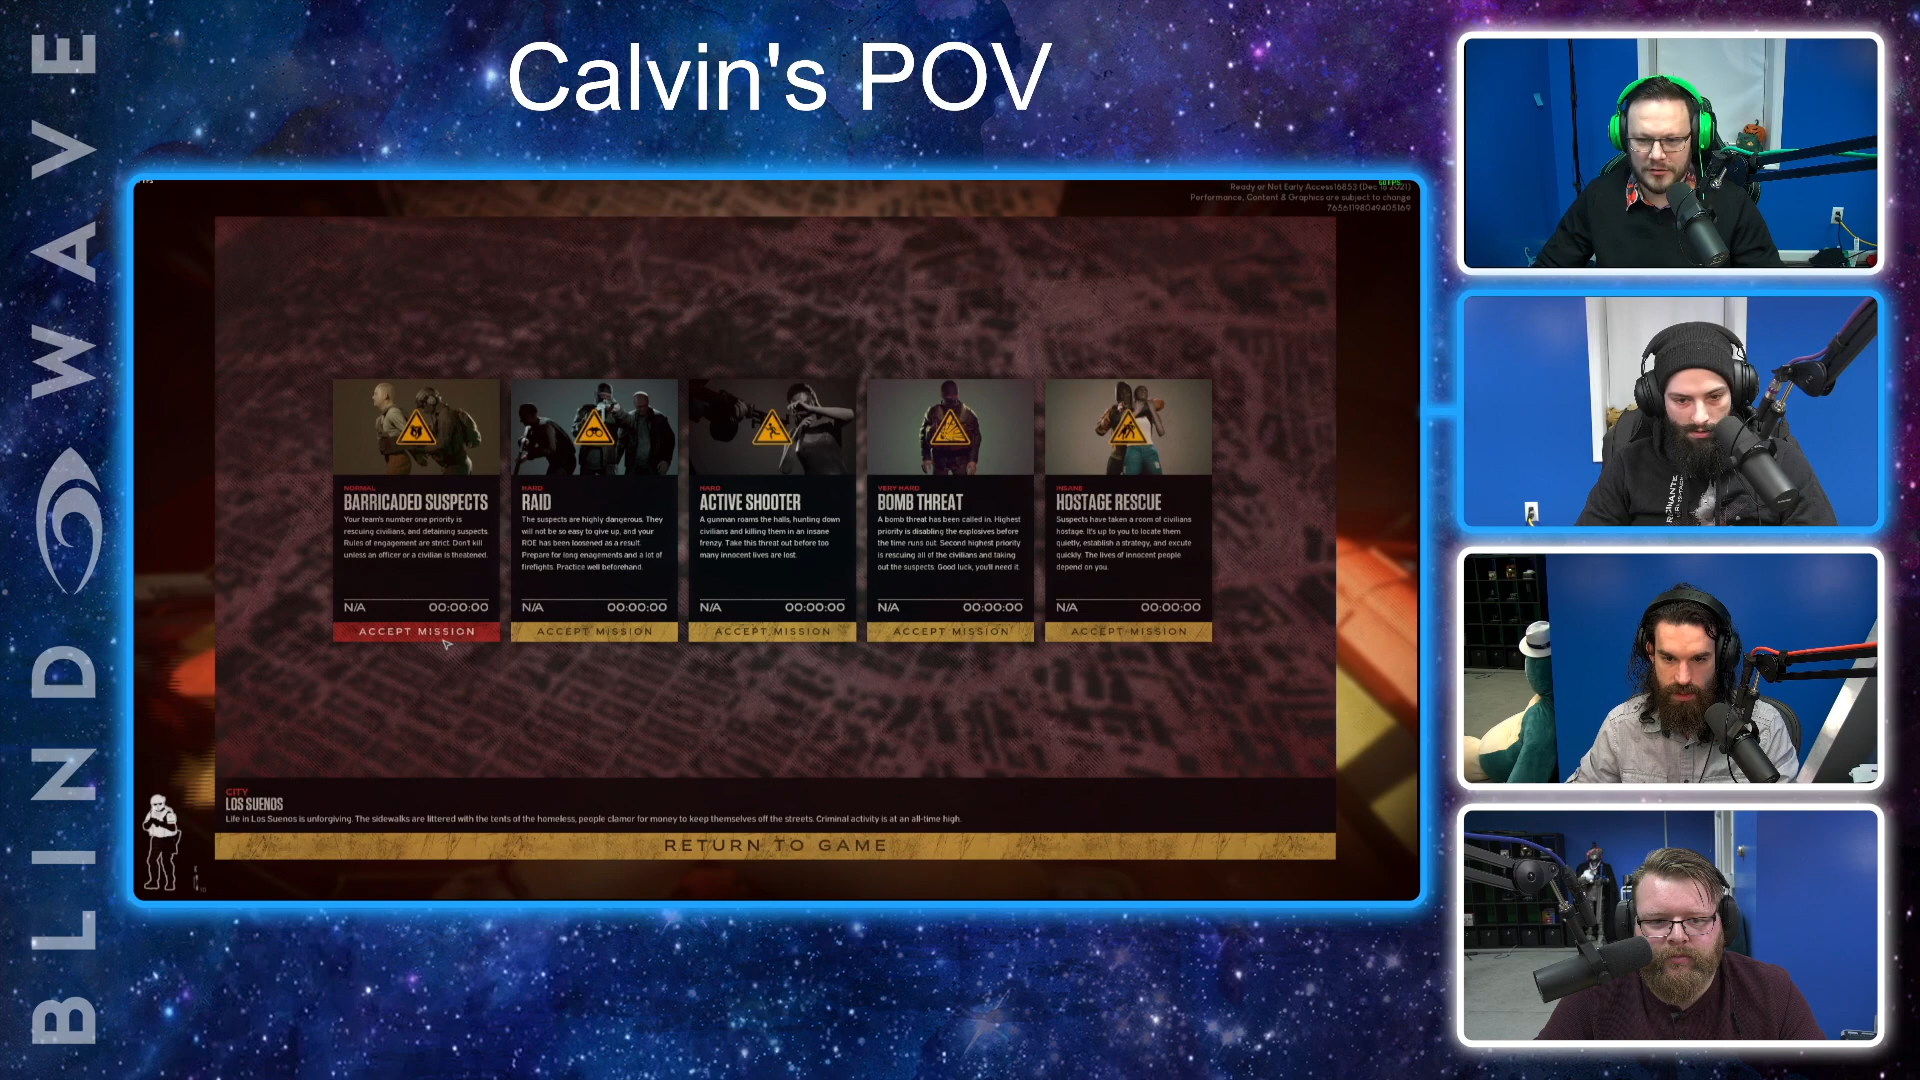 Calvin's POV
BLIND WAVE
Ready or Not Early Access16853 (Dec 18 2021)
Performance, Content & Graphics are subject to change
76561198049405169
NORMAL
BARRICADED SUSPECTS
Your team's number one priority is
rescuing civilians, and detaining suspects.
Rules of engagement are strict. Don't kill
unless an officer or a civilian is theatened.
N/A 00:00:00
ACCEPT MISSION
HARD
RAID
The suspects are highly dangerous. They
will not be so easy to give up, and your
ROE has been loosened as a result.
Prepare for long enagements and a lot of
firefights. Practice well beforehand.
N/A 00:00:00
ACCEPT MISSION
HARD
ACTIVE SHOOTER
A gunman roams the halls, hunting down
civilians and killing them in an insane
frenzy. Take this threat out before too
many innocent lives are lost.
N/A 00:00:00
ACCEPT MISSION
VERY HARD
BOMB THREAT
A bomb threat has been called in. Highest
priority is disabling the explosives before
the time runs out. Second highest priority
is rescuing all of the civilians and taking
out the suspects. Good luck, you'll need it.
N/A 00:00:00
ACCEPT MISSION
INSANE
HOSTAGE RESCUE
Suspects have taken a room of civilians
hostage. It's up to you to locate them
quietly, establish a strategy, and excute
quickly. The lives of innocent people
depend on you.
N/A 00:00:00
ACCEPT MISSION
CITY
LOS SUENOS
Life in Los Suenos is unforgiving. The sidewalks are littered with the tents of the homeless, people clamor for money to keep themselves off the streets. Criminal activity is at an all-time high.
RETURN TO GAME